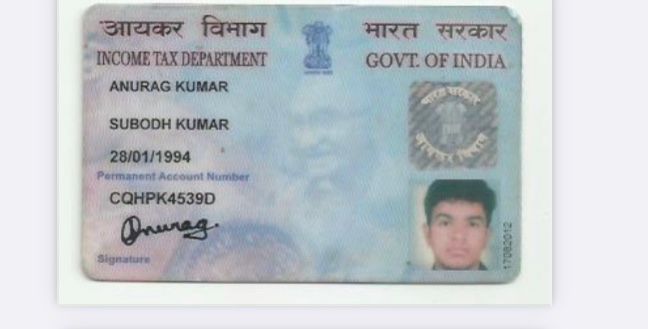 आयकर विभाग
भारत सरकार
INCOME TAX DEPARTMENT
GOVT. OF INDIA
ANURAG KUMAR
SUBODH KUMAR
28/01/1994
Permanent Account Number
CQHPK4539D
Anurag.
Signature
17082012